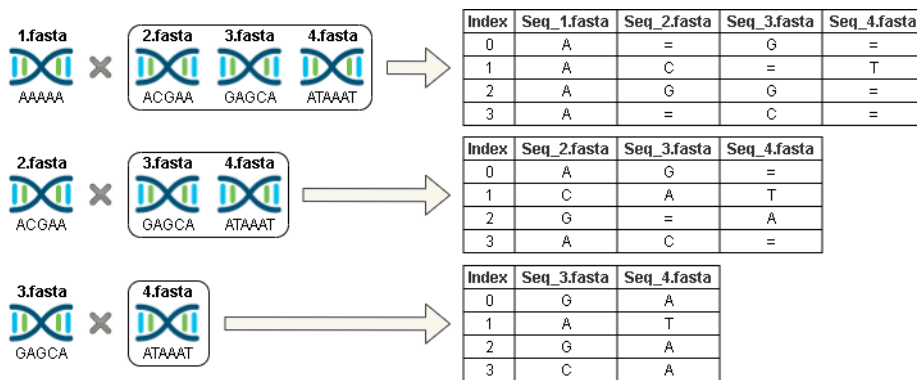 1.fasta 2.fasta 3.fasta 4.fasta
AAAAA ACGAA GAGCA ATAAAT
Index Seq_1.fasta Seq_2.fasta Seq_3.fasta Seq_4.fasta
0 A = G =
1 A C = T
2 A G G =
3 A = C =
2.fasta 3.fasta 4.fasta
ACGAA GAGCA ATAAAT
Index Seq_2.fasta Seq_3.fasta Seq_4.fasta
0 A G =
1 C A T
2 G = A
3 A C =
3.fasta 4.fasta
GAGCA ATAAAT
Index Seq_3.fasta Seq_4.fasta
0 G A
1 A T
2 G A
3 C A